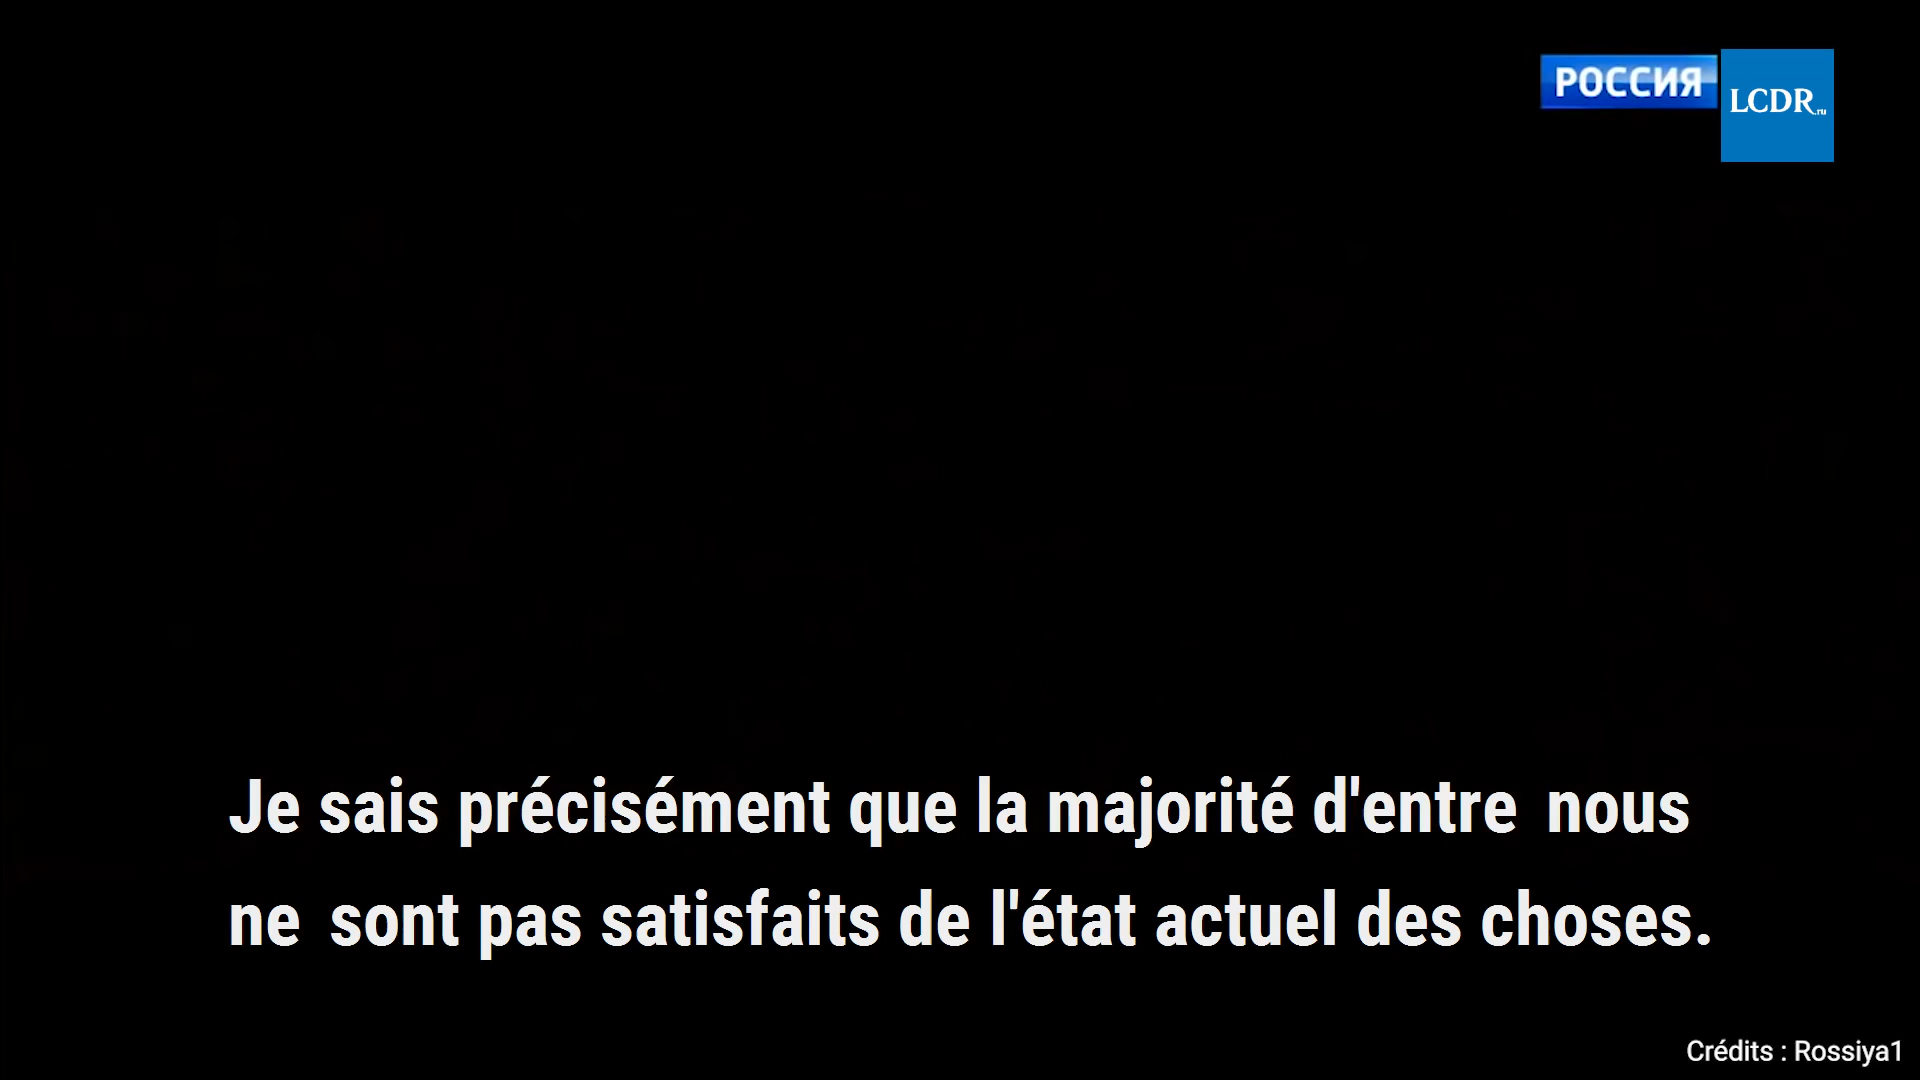 РОССИЯ
LCDR.ru
Je sais précisément que la majorité d'entre nous
ne sont pas satisfaits de l'état actuel des choses.
Crédits : Rossiya1